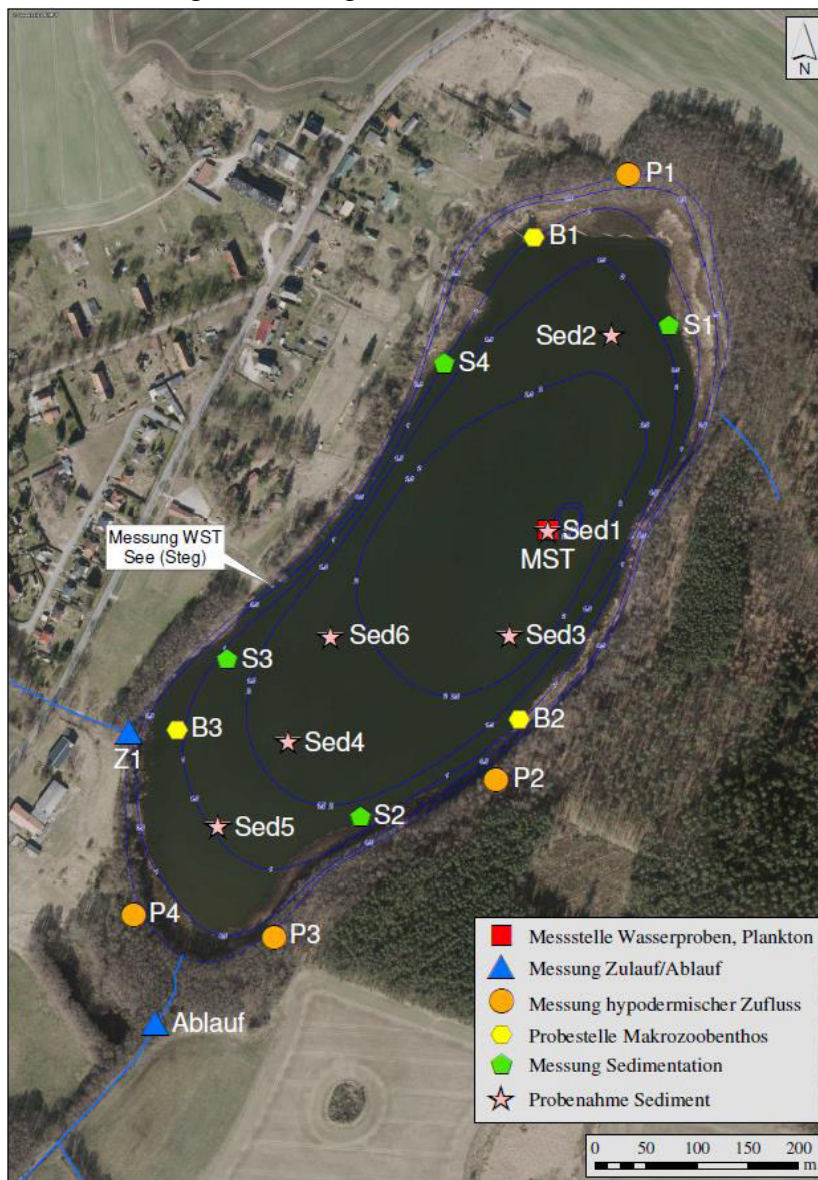 N
P1
B1
S1
Sed2
S4
Sed1
MST
Messung WST
See (Steg)
Sed6
Sed3
S3
B3
B2
Z1
Sed4
P2
S2
Sed5
P4
P3
Ablauf
Messstelle Wasserproben, Plankton
Messung Zulauf/Ablauf
Messung hypodermischer Zufluss
Probestelle Makrozoobenthos
Messung Sedimentation
Probenahme Sediment
0 50 100 150 200
m